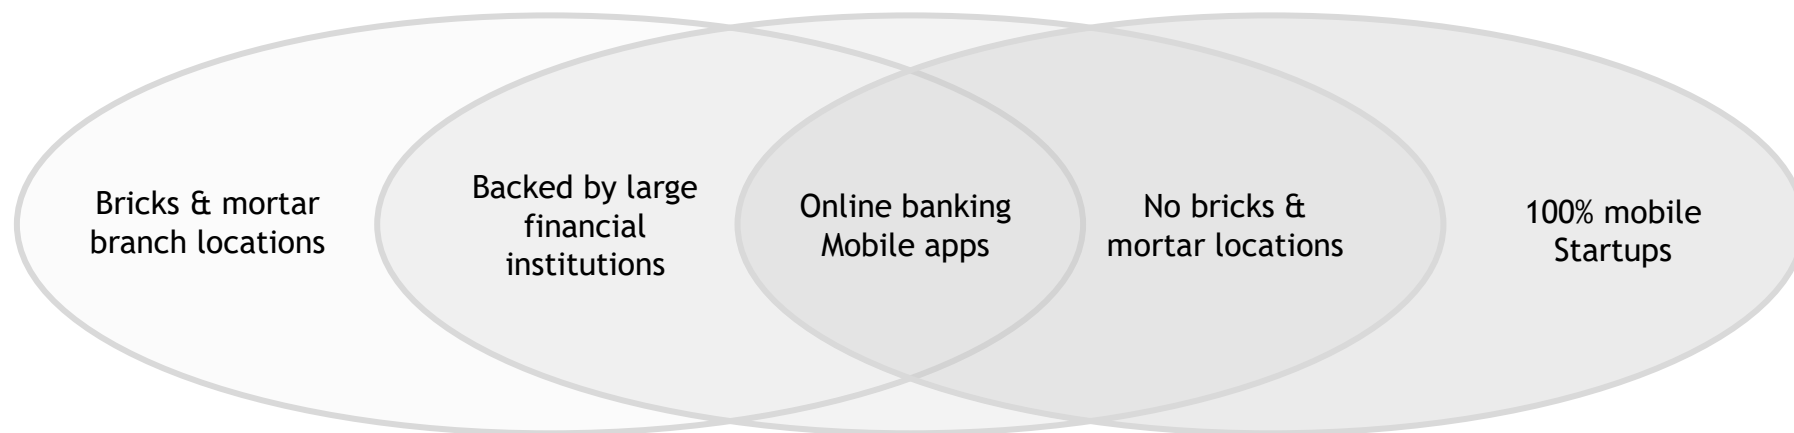 Bricks & mortar
branch locations
Backed by large
financial
institutions
Online banking
Mobile apps
No bricks &
mortar locations
100% mobile
Startups